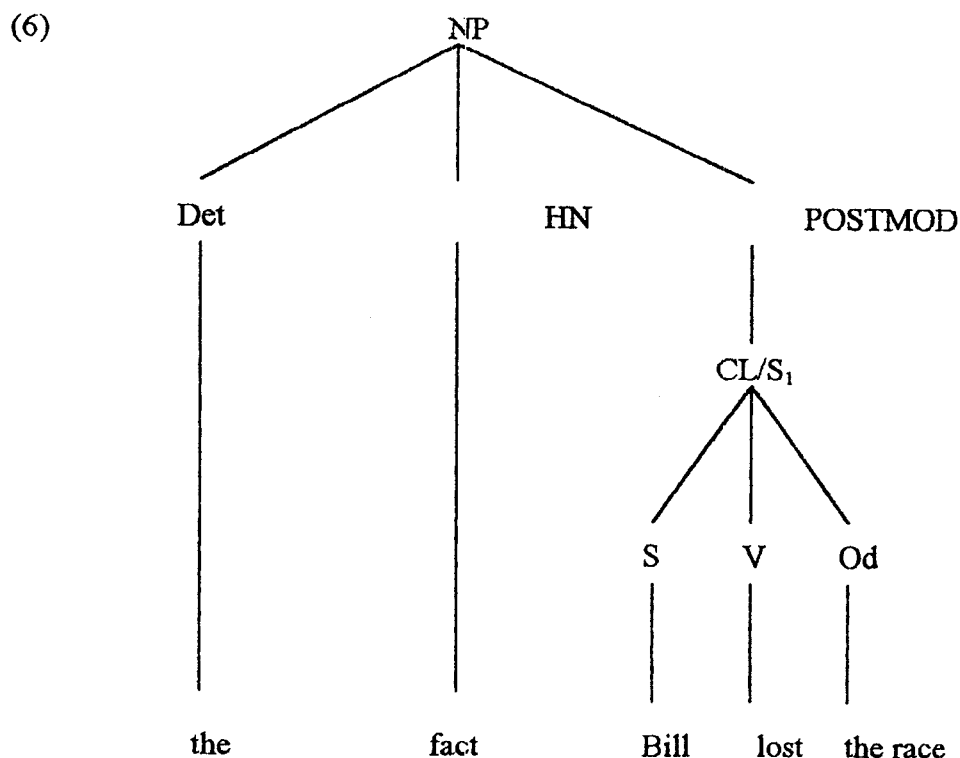 (6)
NP
Det HN POSTMOD
CL/S₁
S V Od
the fact Bill lost the race